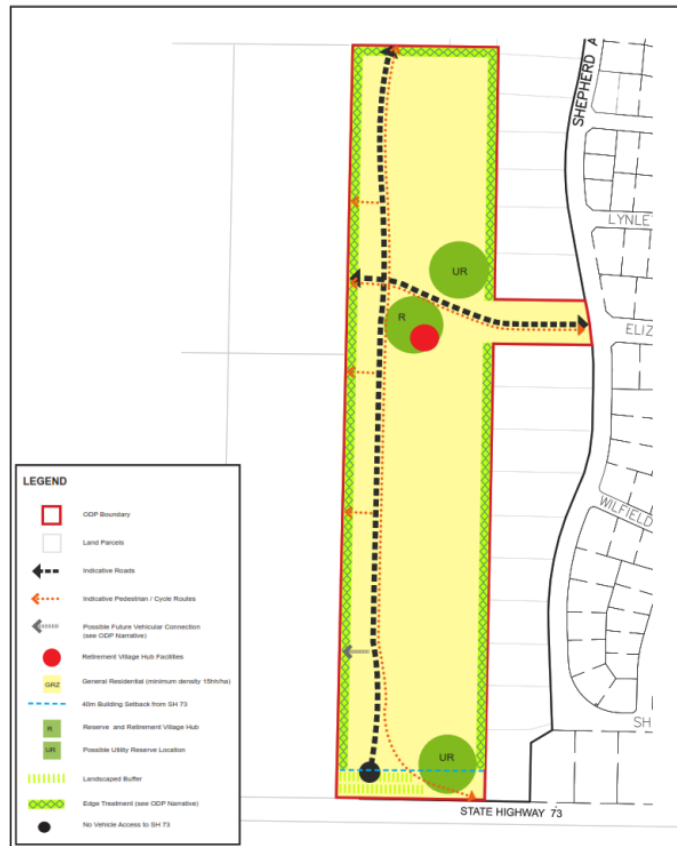 SHEPHERD A
LYNLE
UR
R
ELIZ
WILFIELD
SH
UR
STATE HIGHWAY 73
LEGEND
ODP Boundary
Land Parcels
Indicative Roads
Indicative Pedestrian / Cycle Routes
Possible Future Vehicular Connection
(see ODP Narrative)
Retirement Village Hub Facilities
GRZ General Residential (minimum density 15hh/ha)
40m Building Setback from SH 73
R Reserve and Retirement Village Hub
UR Possible Utility Reserve Location
Landscaped Buffer
Edge Treatment (see ODP Narrative)
No Vehicle Access to SH 73